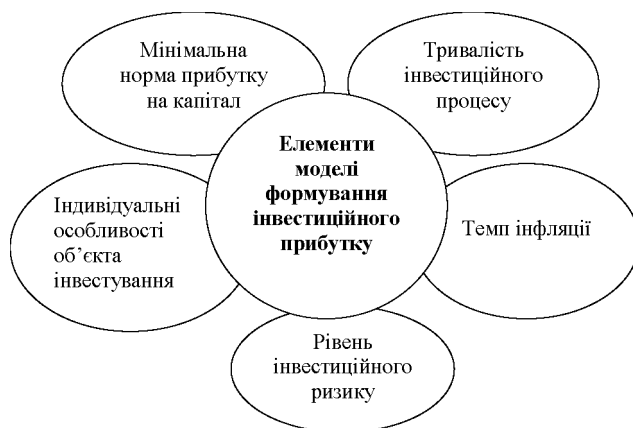 Мінімальна
норма прибутку
на капітал
Тривалість
інвестиційного
процесу
Елементи
моделі
формування
інвестиційного
прибутку
Індивідуальні
особливості
об’єкта
інвестування
Темп інфляції
Рівень
інвестиційного
ризику